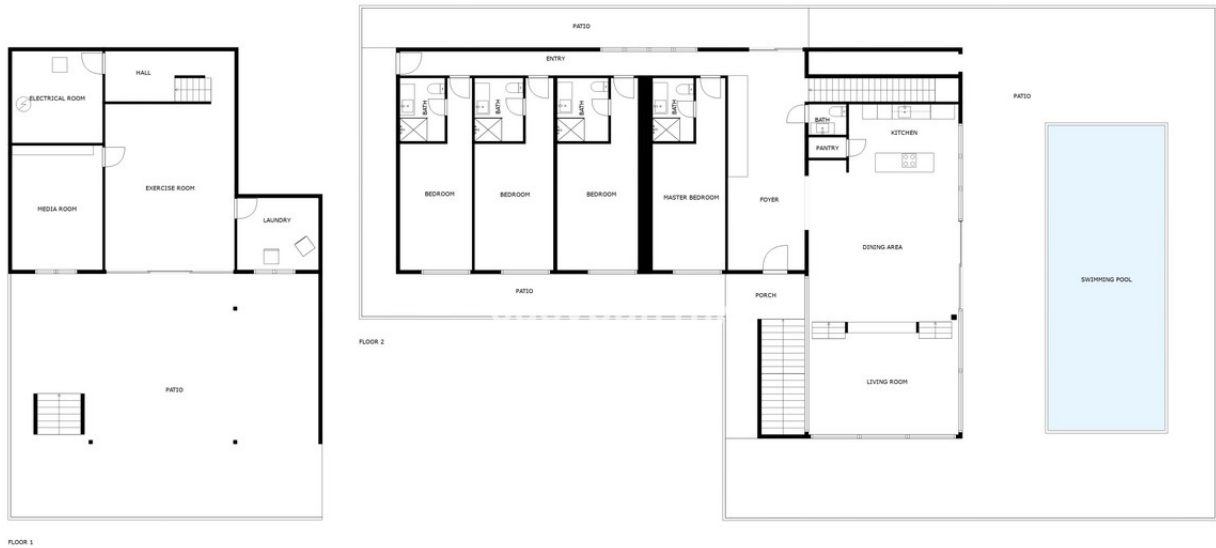 ELECTRICAL ROOM
HALL
MEDIA ROOM
EXERCISE ROOM
LAUNDRY
PATIO
FLOOR 1
PATIO
ENTRY
BATH
BATH
BATH
BATH
BEDROOM
BEDROOM
BEDROOM
MASTER BEDROOM
FOYER
BATH
PANTRY
KITCHEN
DINING AREA
PATIO
PORCH
LIVING ROOM
PATIO
SWIMMING POOL
FLOOR 2